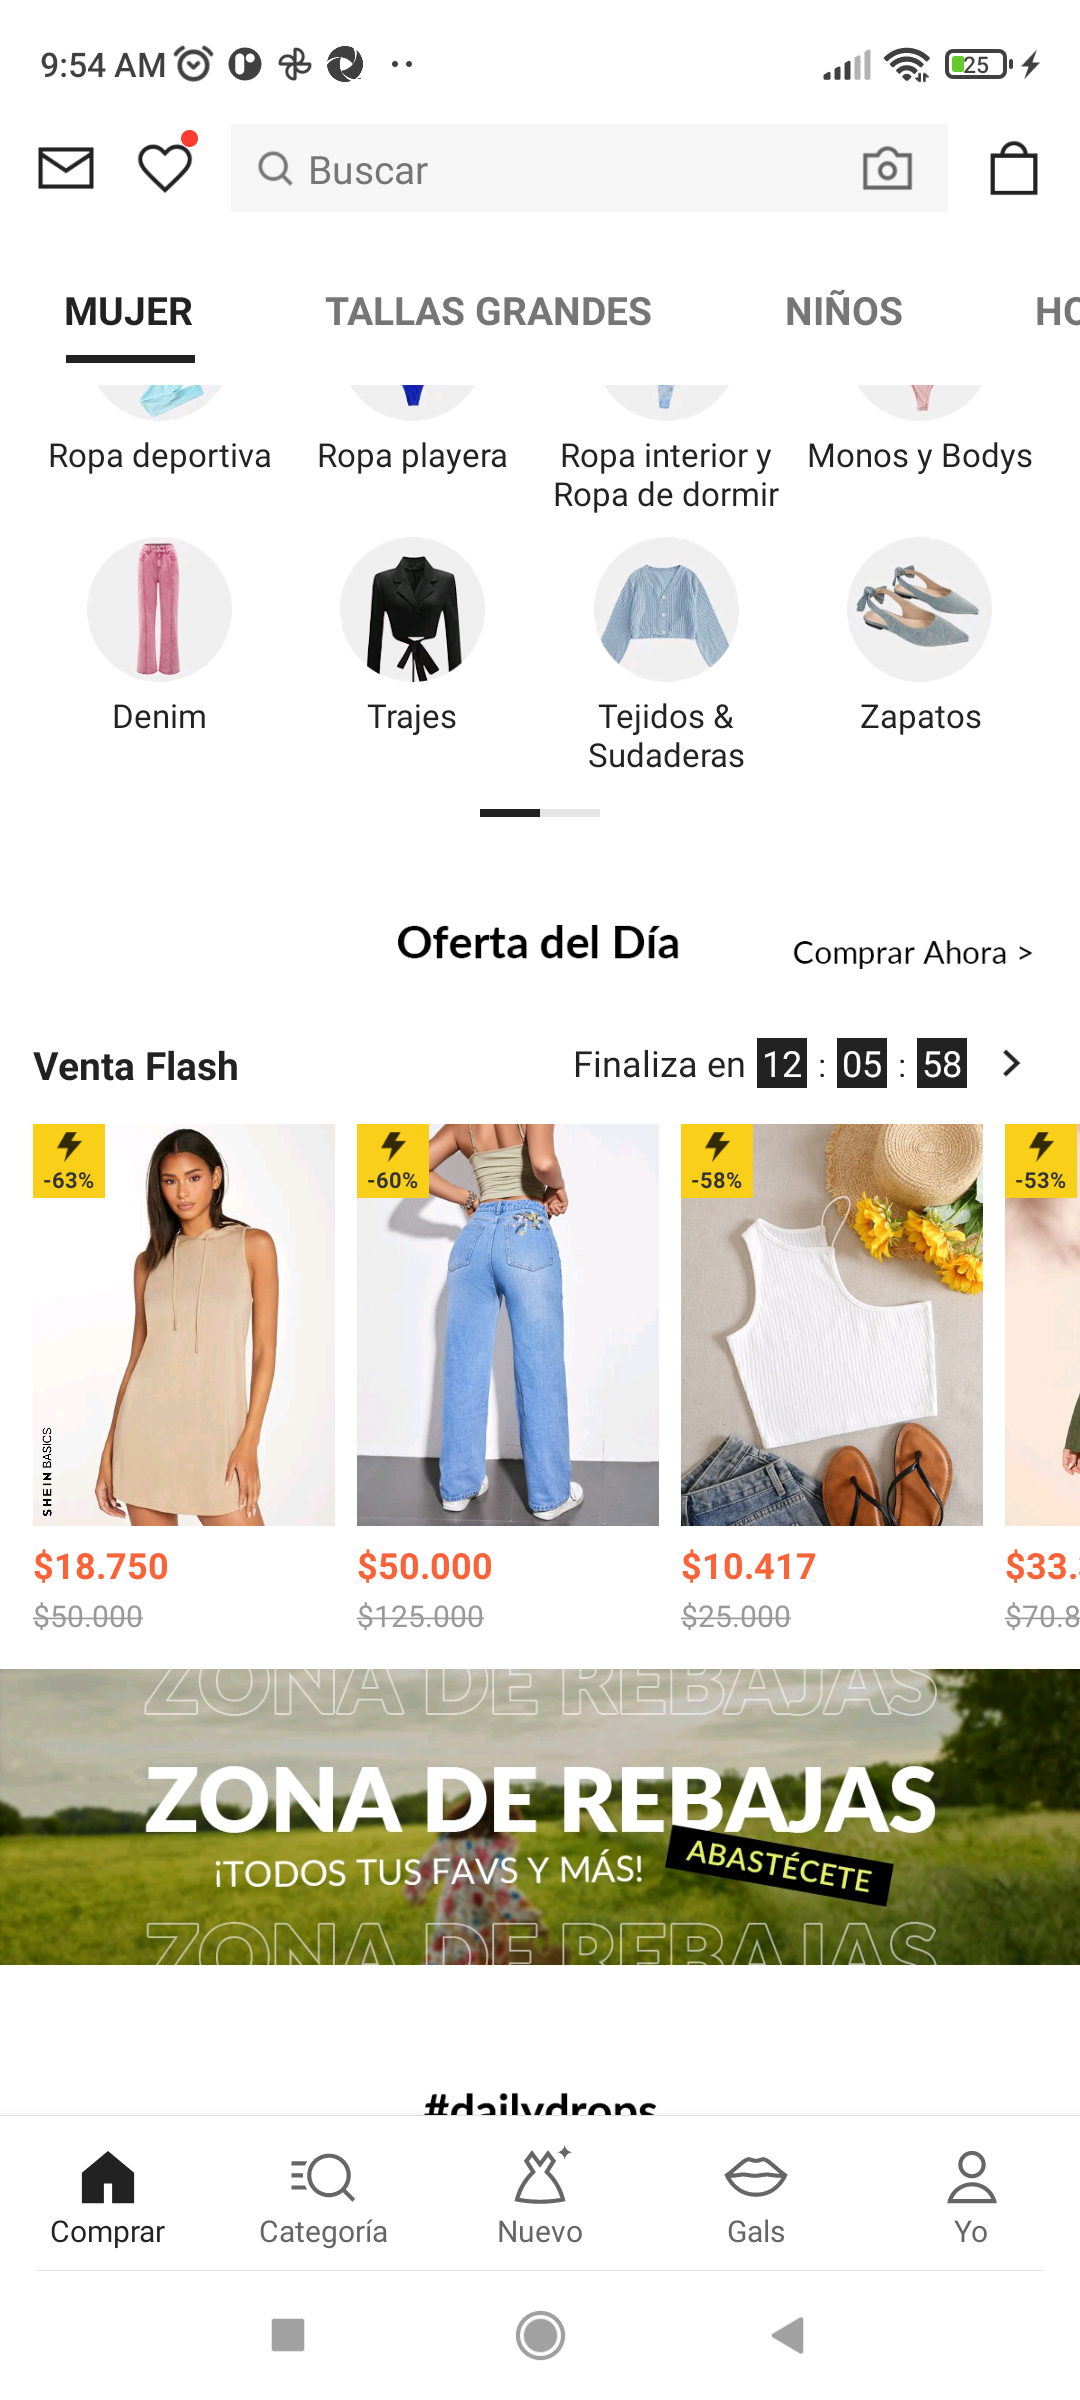 9:54 AM
25
Buscar
MUJER
TALLAS GRANDES
NIÑOS
HO
Ropa deportiva
Ropa playera
Ropa interior y
Ropa de dormir
Monos y Bodys
Denim
Trajes
Tejidos &
Sudaderas
Zapatos
Oferta del Día
Comprar Ahora >
Venta Flash
Finaliza en 12 : 05 : 58
-63%
-60%
-58%
-53%
SHEIN BASICS
$18.750
$50.000
$10.417
$33.
$50.000
$125.000
$25.000
$70.8
ZONA DE REBAJAS
ZONA DE REBAJAS
¡TODOS TUS FAVS Y MÁS!
ABASTÉCETE
ZONA DE REBAJAS
#dailydrops
Comprar
Categoría
Nuevo
Gals
Yo